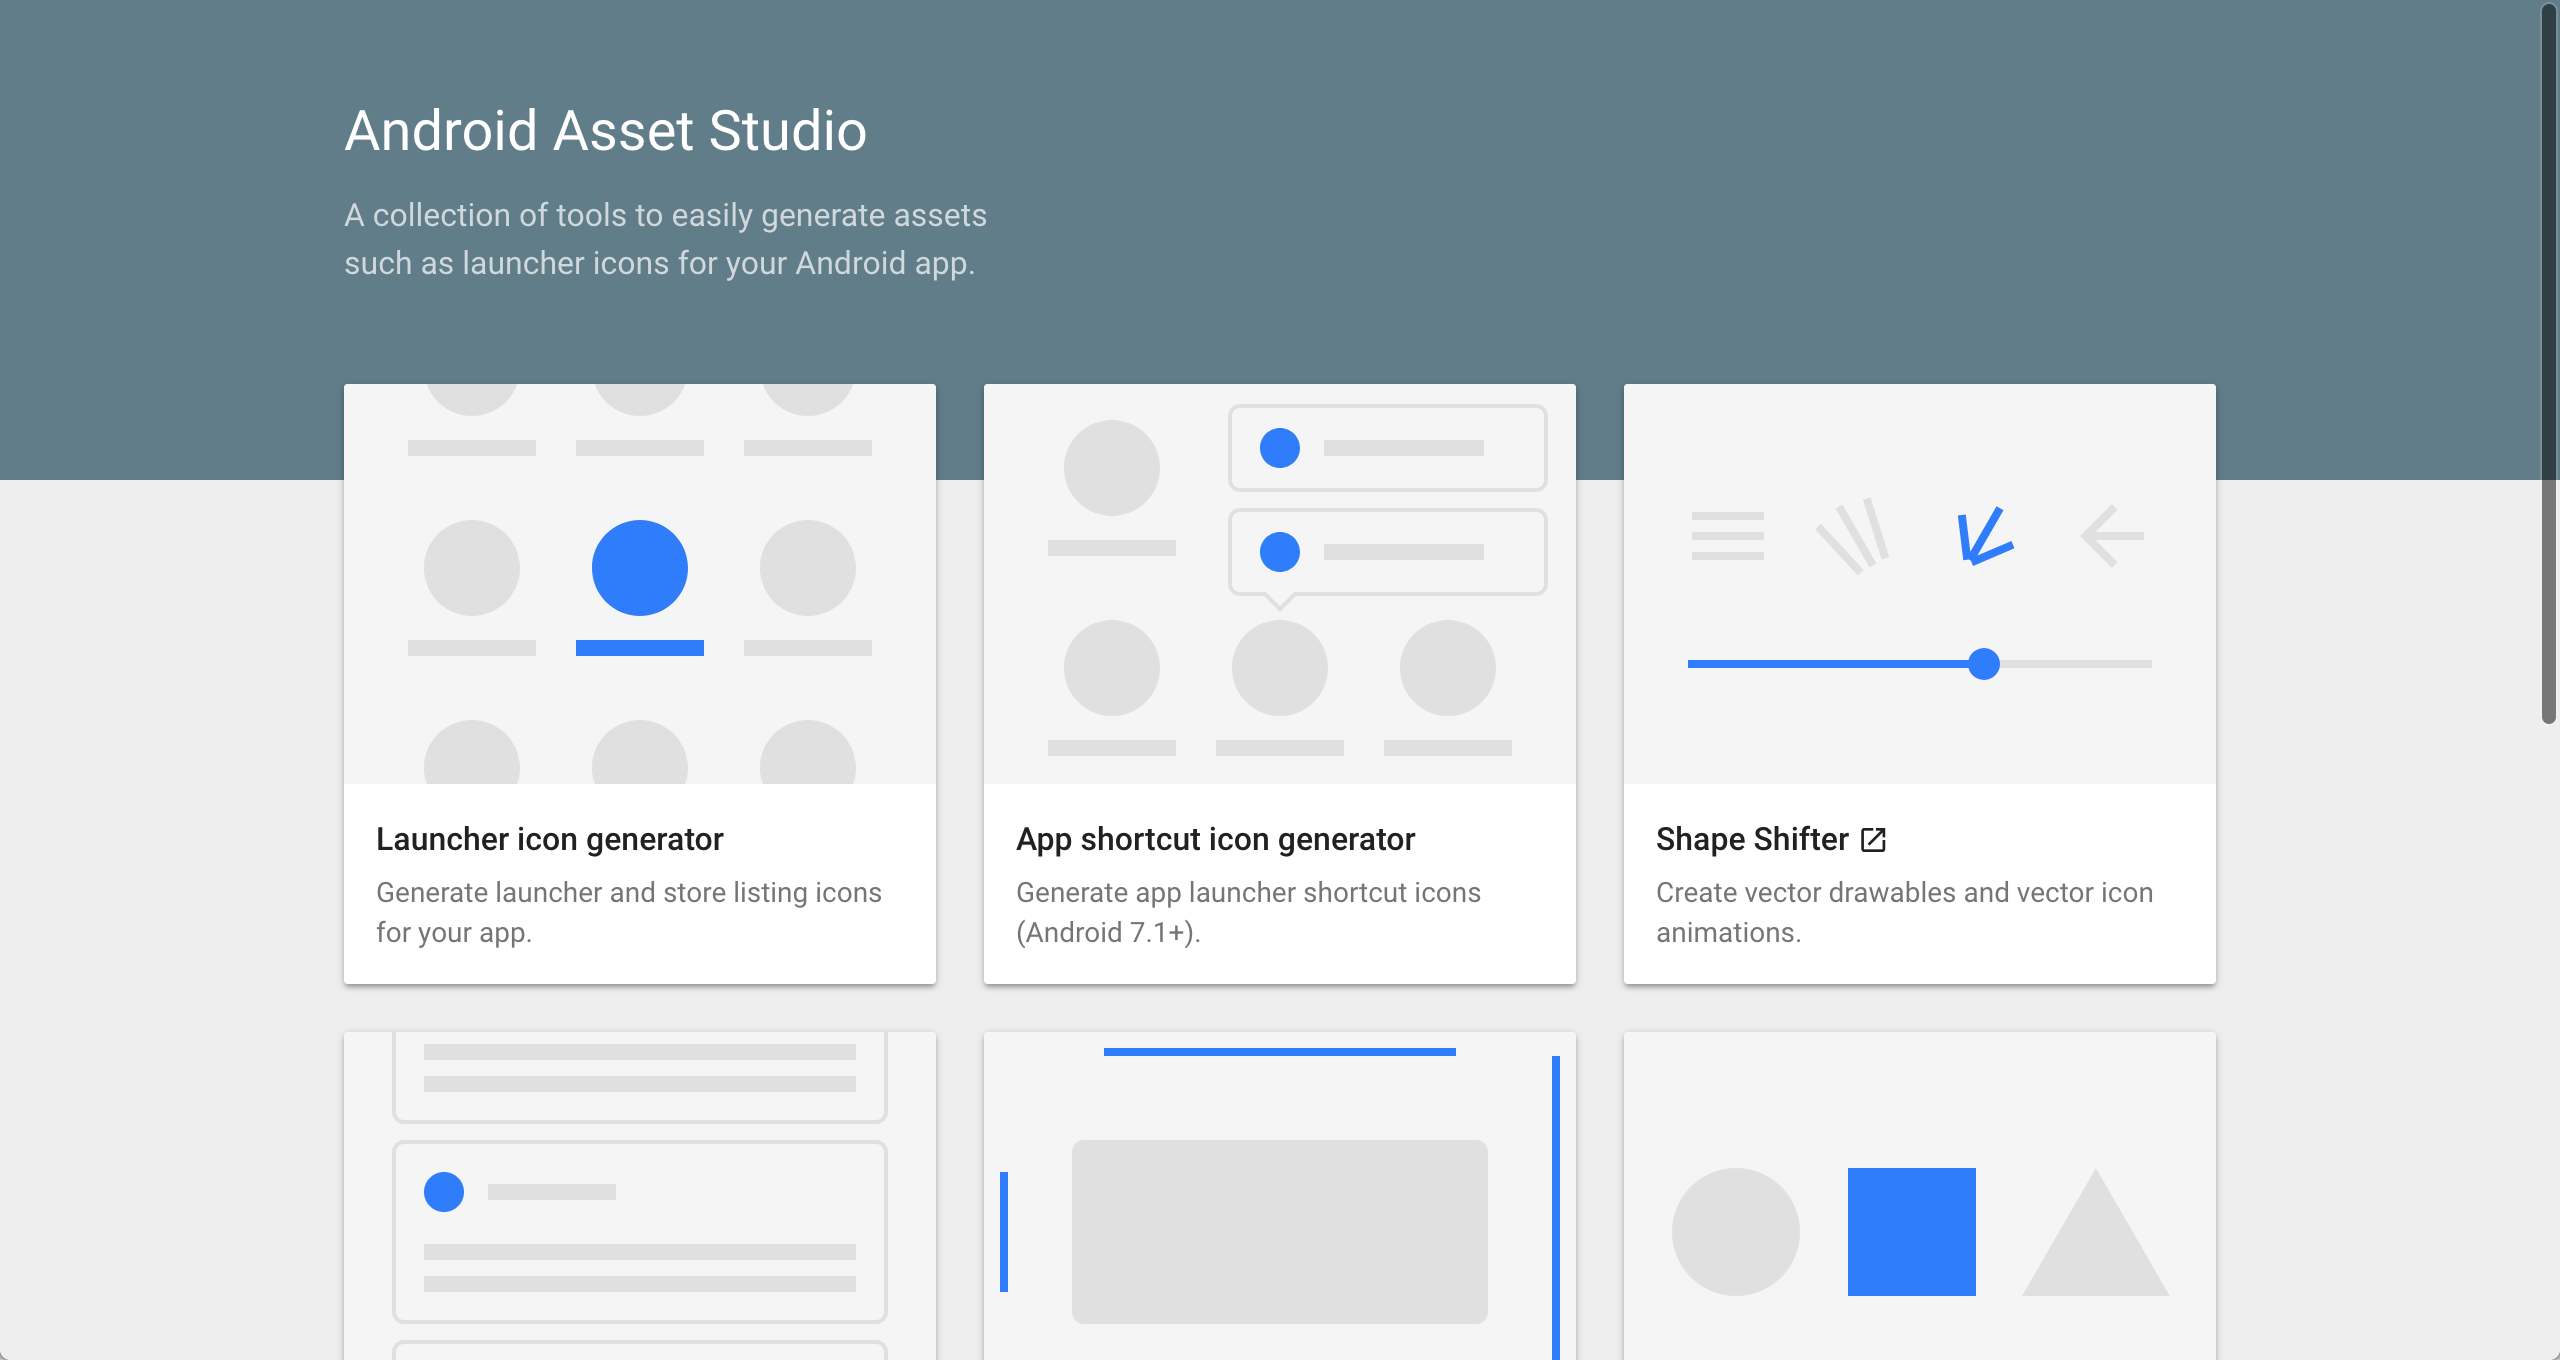 Android Asset Studio
A collection of tools to easily generate assets
such as launcher icons for your Android app.
Launcher icon generator
Generate launcher and store listing icons
for your app.
App shortcut icon generator
Generate app launcher shortcut icons
(Android 7.1+).
Shape Shifter
Create vector drawables and vector icon
animations.